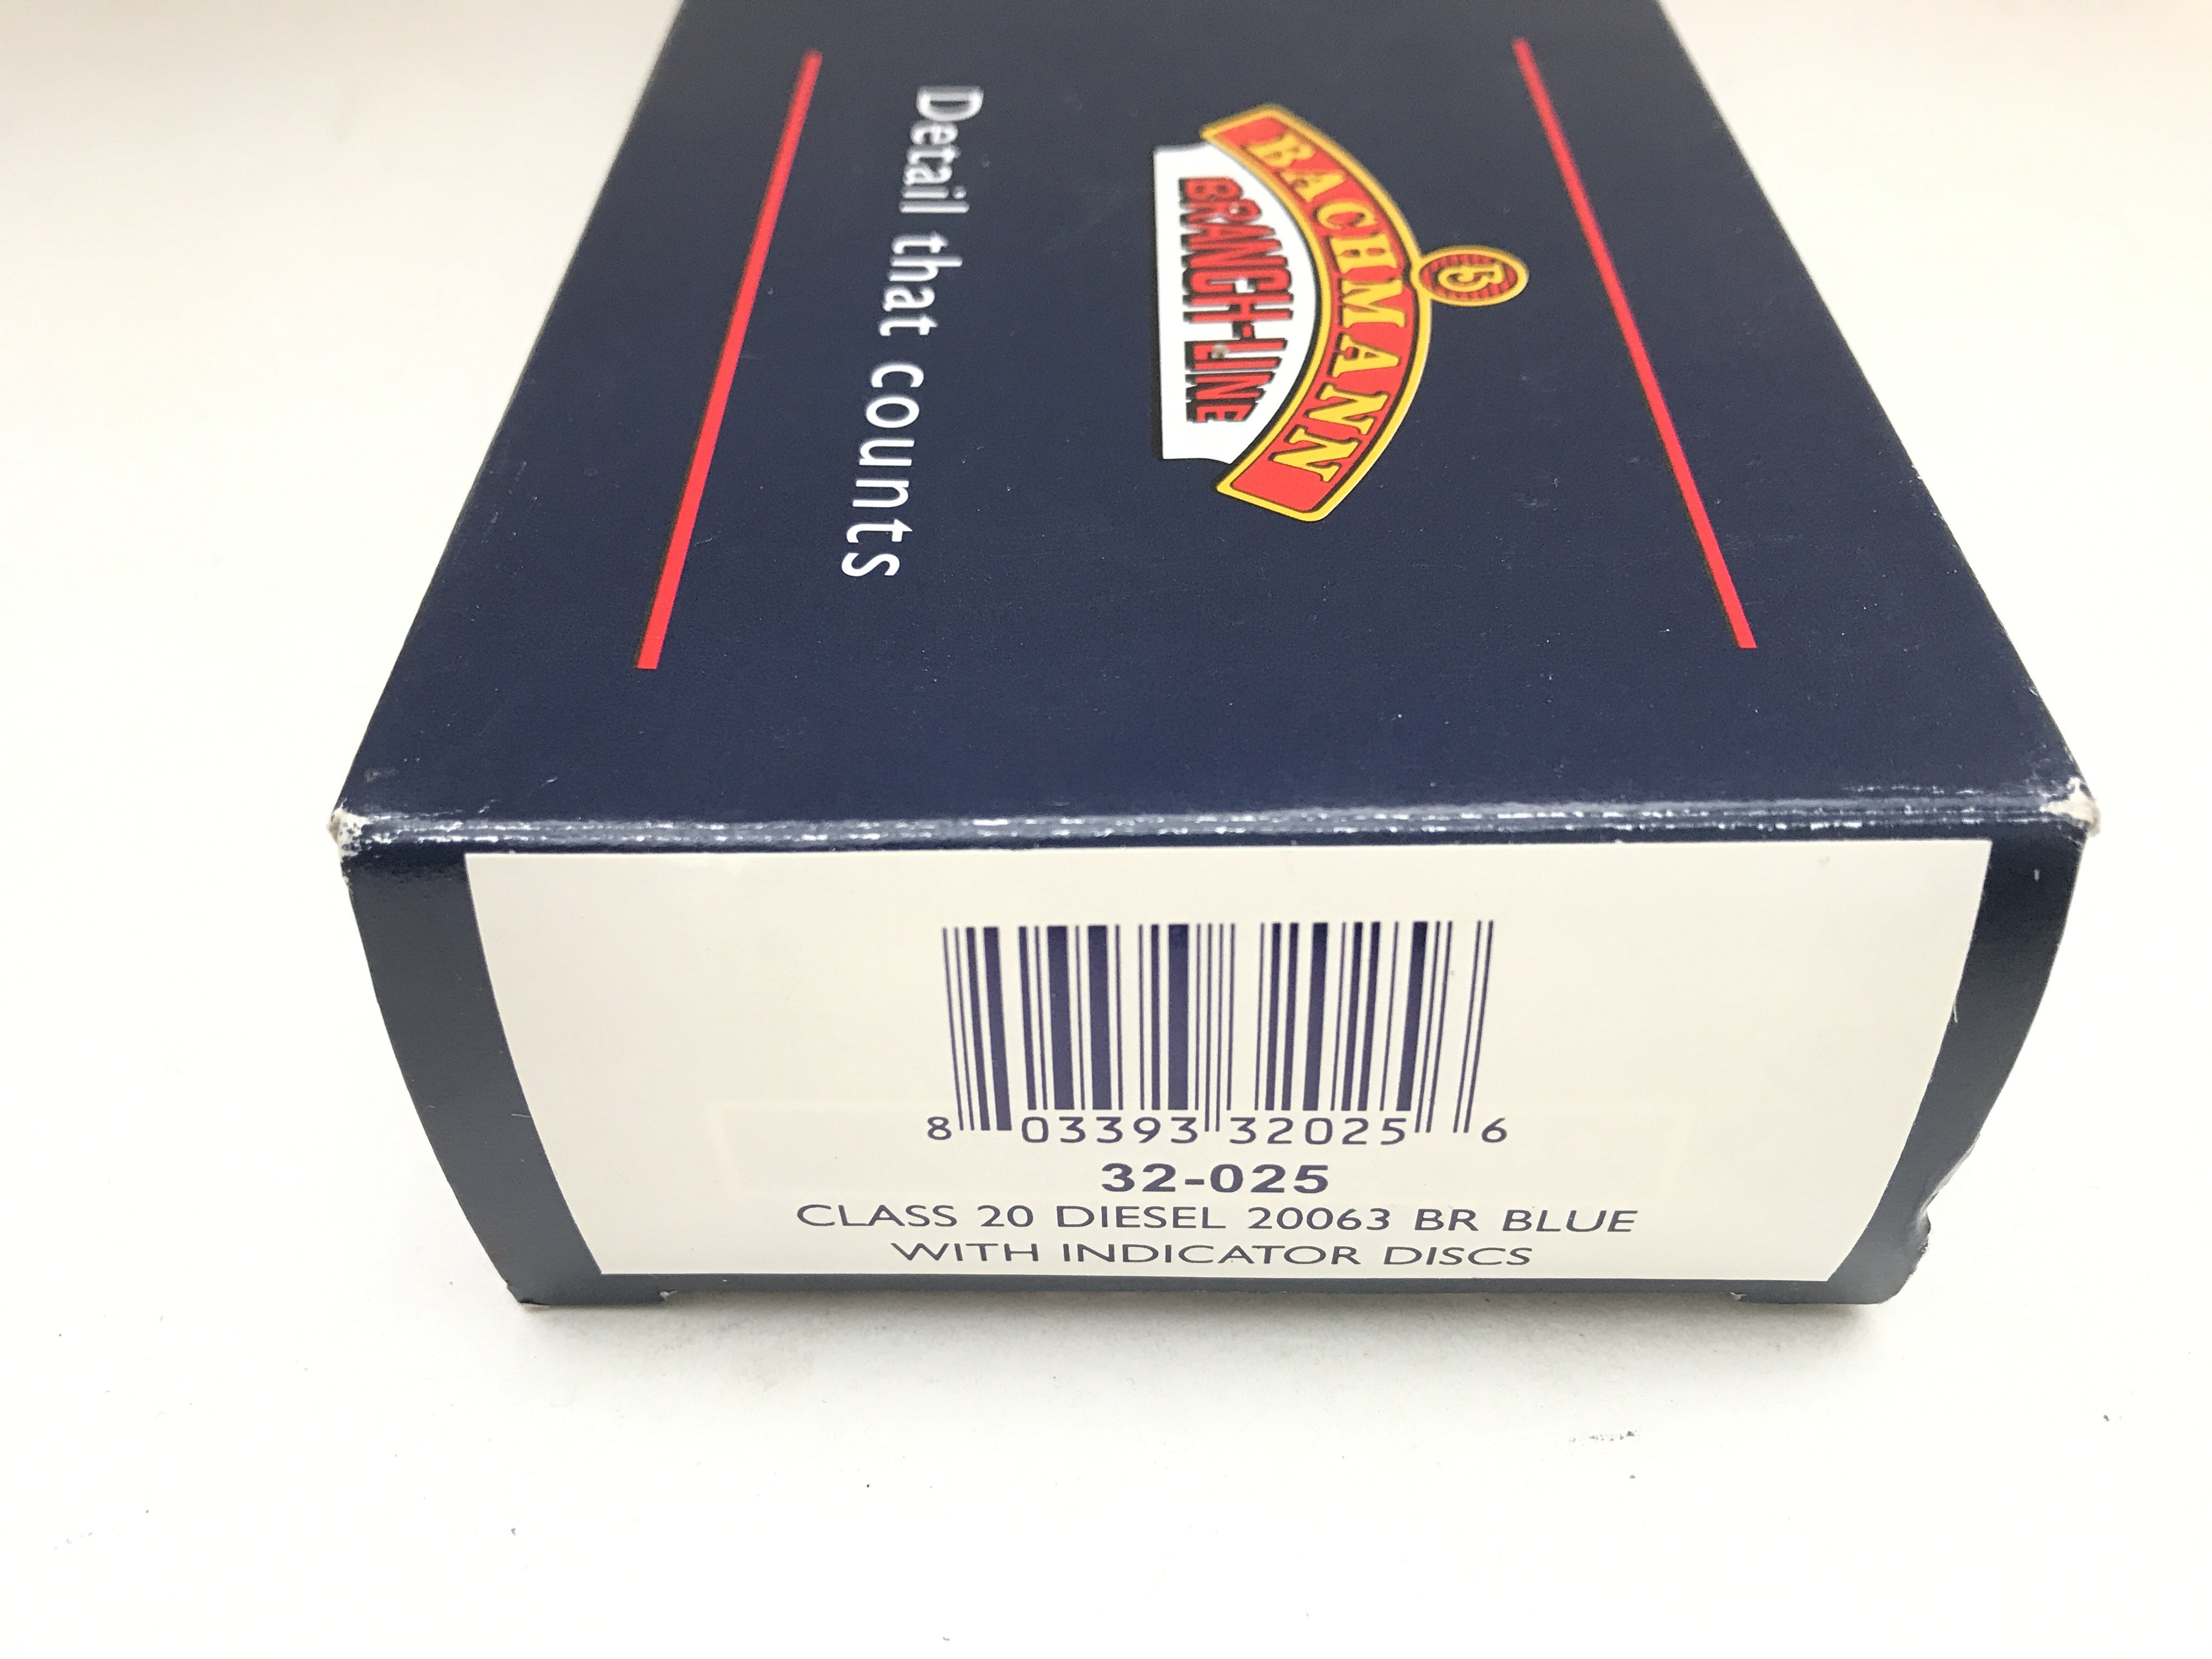 BACHMANN
BRANCH-LINE
Detail that counts
8 03393 32025 6
32-025
CLASS 20 DIESEL 20063 BR BLUE
WITH INDICATOR DISCS